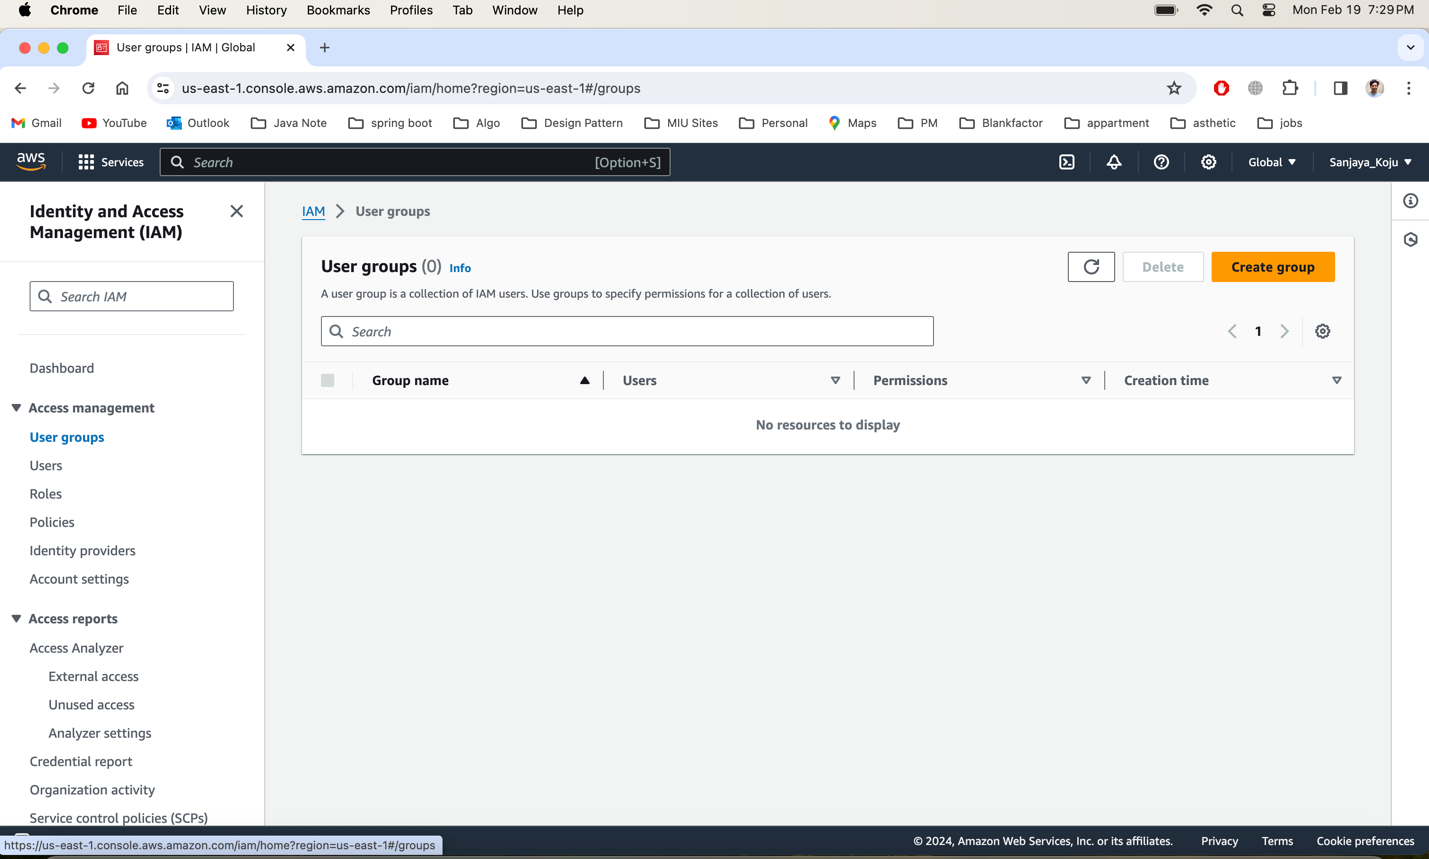 Chrome File Edit View History Bookmarks Profiles Tab Window Help Mon Feb 19 7:29 PM
User groups | IAM | Global
us-east-1.console.aws.amazon.com/iam/home?region=us-east-1#/groups
Gmail YouTube Outlook Java Note spring boot Algo Design Pattern MIU Sites Personal Maps PM Blankfactor appartment asthetic jobs
aws Services Search [Option+S] Global Sanjaya_Koju
Identity and Access
Management (IAM)
Search IAM
Dashboard
Access management
User groups
Users
Roles
Policies
Identity providers
Account settings
Access reports
Access Analyzer
External access
Unused access
Analyzer settings
Credential report
Organization activity
Service control policies (SCPs)
IAM User groups
User groups (0) Info
Delete Create group
A user group is a collection of IAM users. Use groups to specify permissions for a collection of users.
Search 1
Group name Users Permissions Creation time
No resources to display
https://us-east-1.console.aws.amazon.com/iam/home?region=us-east-1#/groups
© 2024, Amazon Web Services, Inc. or its affiliates. Privacy Terms Cookie preferences